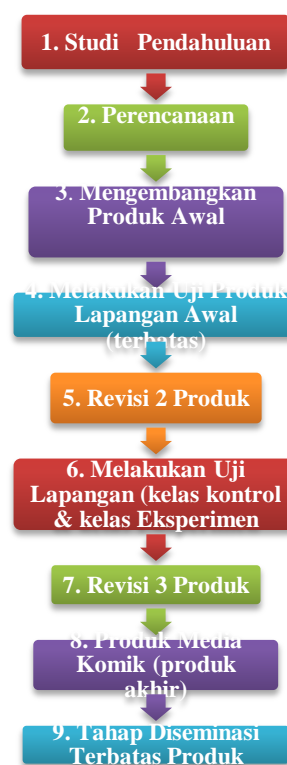 1. Studi Pendahuluan
2. Perencanaan
3. Mengembangkan
Produk Awal
4. Melakukan Uji Produk
Lapangan Awal
(terbatas)
5. Revisi 2 Produk
6. Melakukan Uji
Lapangan (kelas kontrol
& kelas Eksperimen
7. Revisi 3 Produk
8. Produk Media
Komik (produk
akhir)
9. Tahap Diseminasi
Terbatas Produk